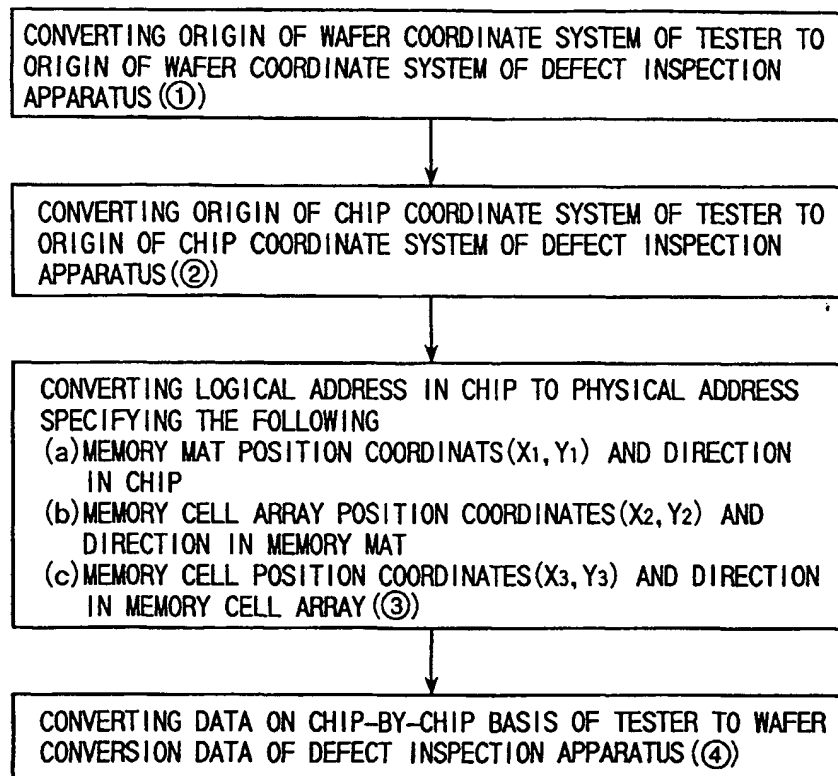 CONVERTING ORIGIN OF WAFER COORDINATE SYSTEM OF TESTER TO
ORIGIN OF WAFER COORDINATE SYSTEM OF DEFECT INSPECTION
APPARATUS(①)
CONVERTING ORIGIN OF CHIP COORDINATE SYSTEM OF TESTER TO
ORIGIN OF CHIP COORDINATE SYSTEM OF DEFECT INSPECTION
APPARATUS(②)
CONVERTING LOGICAL ADDRESS IN CHIP TO PHYSICAL ADDRESS
SPECIFYING THE FOLLOWING
(a)MEMORY MAT POSITION COORDINATS(X1,Y1) AND DIRECTION
IN CHIP
(b)MEMORY CELL ARRAY POSITION COORDINATES(X2,Y2) AND
DIRECTION IN MEMORY MAT
(c)MEMORY CELL POSITION COORDINATES(X3,Y3) AND DIRECTION
IN MEMORY CELL ARRAY(③)
CONVERTING DATA ON CHIP-BY-CHIP BASIS OF TESTER TO WAFER
CONVERSION DATA OF DEFECT INSPECTION APPARATUS(④)